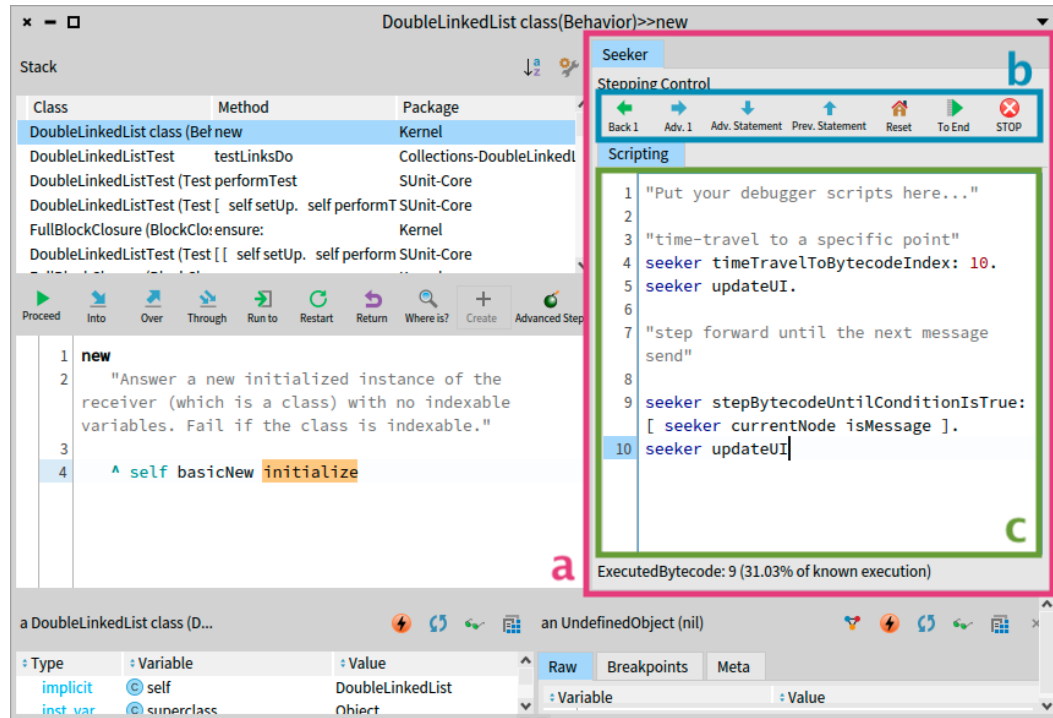 DoubleLinkedList class(Behavior)>>new
Stack
Class Method Package
DoubleLinkedList class (Beh new Kernel
DoubleLinkedListTest testLinksDo Collections-DoubleLinkedL
DoubleLinkedListTest (Test performTest SUnit-Core
DoubleLinkedListTest (Test [ self setUp. self performT SUnit-Core
FullBlockClosure (BlockClos ensure: Kernel
DoubleLinkedListTest (Test [ [ self setUp. self perform SUnit-Core
Proceed Into Over Through Run to Restart Return Where is? Create Advanced Step
1 new
2 "Answer a new initialized instance of the
receiver (which is a class) with no indexable
variables. Fail if the class is indexable."
3
4 ^ self basicNew initialize
a
Seeker
b
Stepping Control
Back 1 Adv. 1 Adv. Statement Prev. Statement Reset To End STOP
Scripting
1 "Put your debugger scripts here..."
2
3 "time-travel to a specific point"
4 seeker timeTravelToBytecodeIndex: 10.
5 seeker updateUI.
6
7 "step forward until the next message
send"
8
9 seeker stepBytecodeUntilConditionIsTrue:
[ seeker currentNode isMessage ].
10 seeker updateUI
c
ExecutedBytecode: 9 (31.03% of known execution)
a DoubleLinkedList class (D...
Type Variable Value
implicit C self DoubleLinkedList
inst. var C superclass Object
an UndefinedObject (nil)
Raw Breakpoints Meta
Variable Value